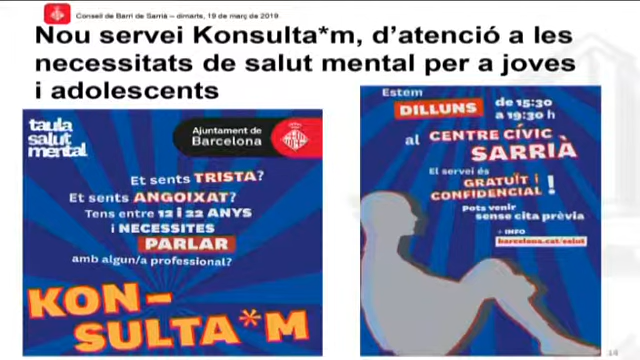 Consell de Barri de Sarrià – dimarts, 19 de març de 2019
Nou servei Konsulta*m, d'atenció a les
necessitats de salut mental per a joves
i adolescents
taula
salut
mental
Ajuntament de
Barcelona
Et sents TRISTA?
Et sents ANGOIXAT?
Tens entre 12 i 22 ANYS
i NECESSITES
PARLAR
amb algun/a professional?
KON-
SULTA*M
Estem
DILLUNS de 15:30
a 19:30 h
al CENTRE CÍVIC
SARRIÀ
El servei és
GRATUÏT i
CONFIDENCIAL!
Pots venir
sense cita prèvia
+ INFO
barcelona.cat/salut